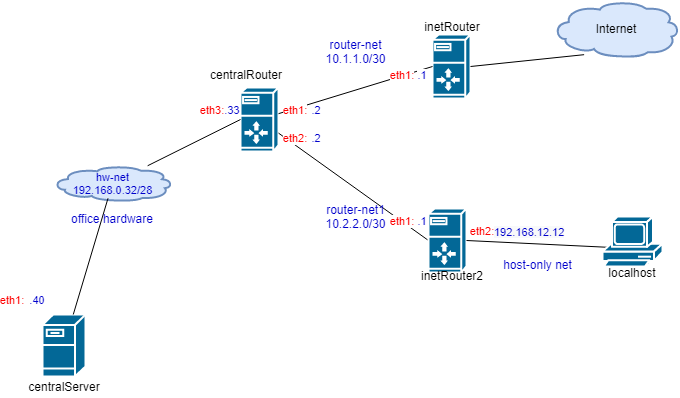 inetRouter
Internet
router-net
10.1.1.0/30
eth1: .1
centralRouter
eth3:.33
eth1: .2
eth2: .2
hw-net
192.168.0.32/28
office hardware
router-net1
10.2.2.0/30
eth1: .1
eth2:192.168.12.12
host-only net
localhost
inetRouter2
eth1: .40
centralServer